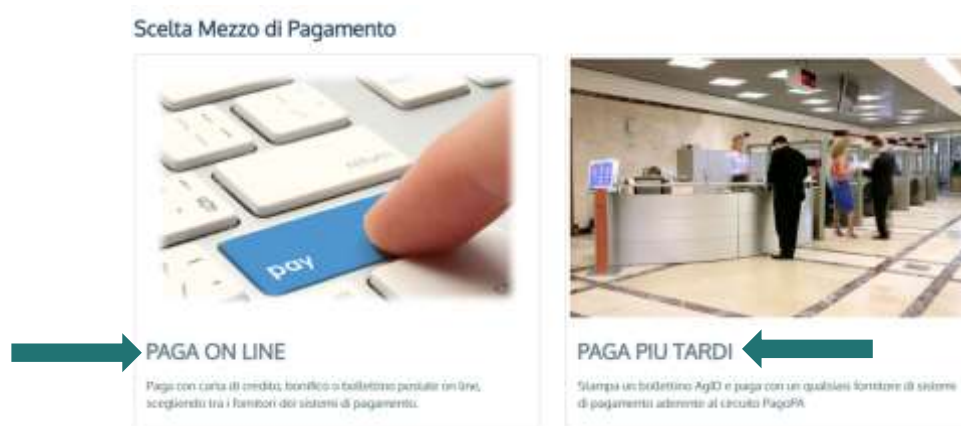 Scelta Mezzo di Pagamento
return
pay
PAGA ON LINE
Paga con carta di credito, bonifico o bollettino postale on line,
scegliendo tra i fornitori dei sistemi di pagamento.
PAGA PIU TARDI
Stampa un bollettino AgID e paga con un qualsiasi fornitore di sistemi
di pagamento aderente al circuito PagoPA